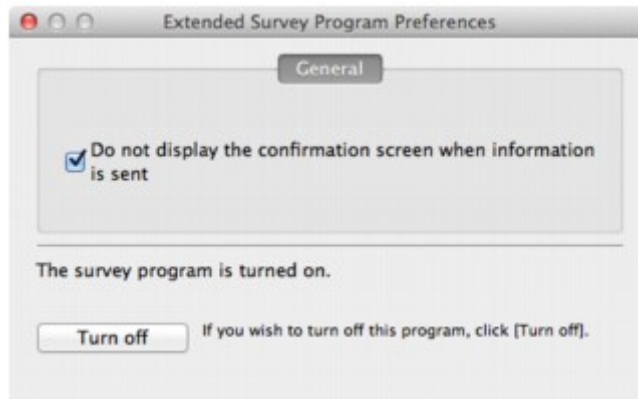 Extended Survey Program Preferences
General
Do not display the confirmation screen when information
is sent
The survey program is turned on.
Turn off
If you wish to turn off this program, click [Turn off].